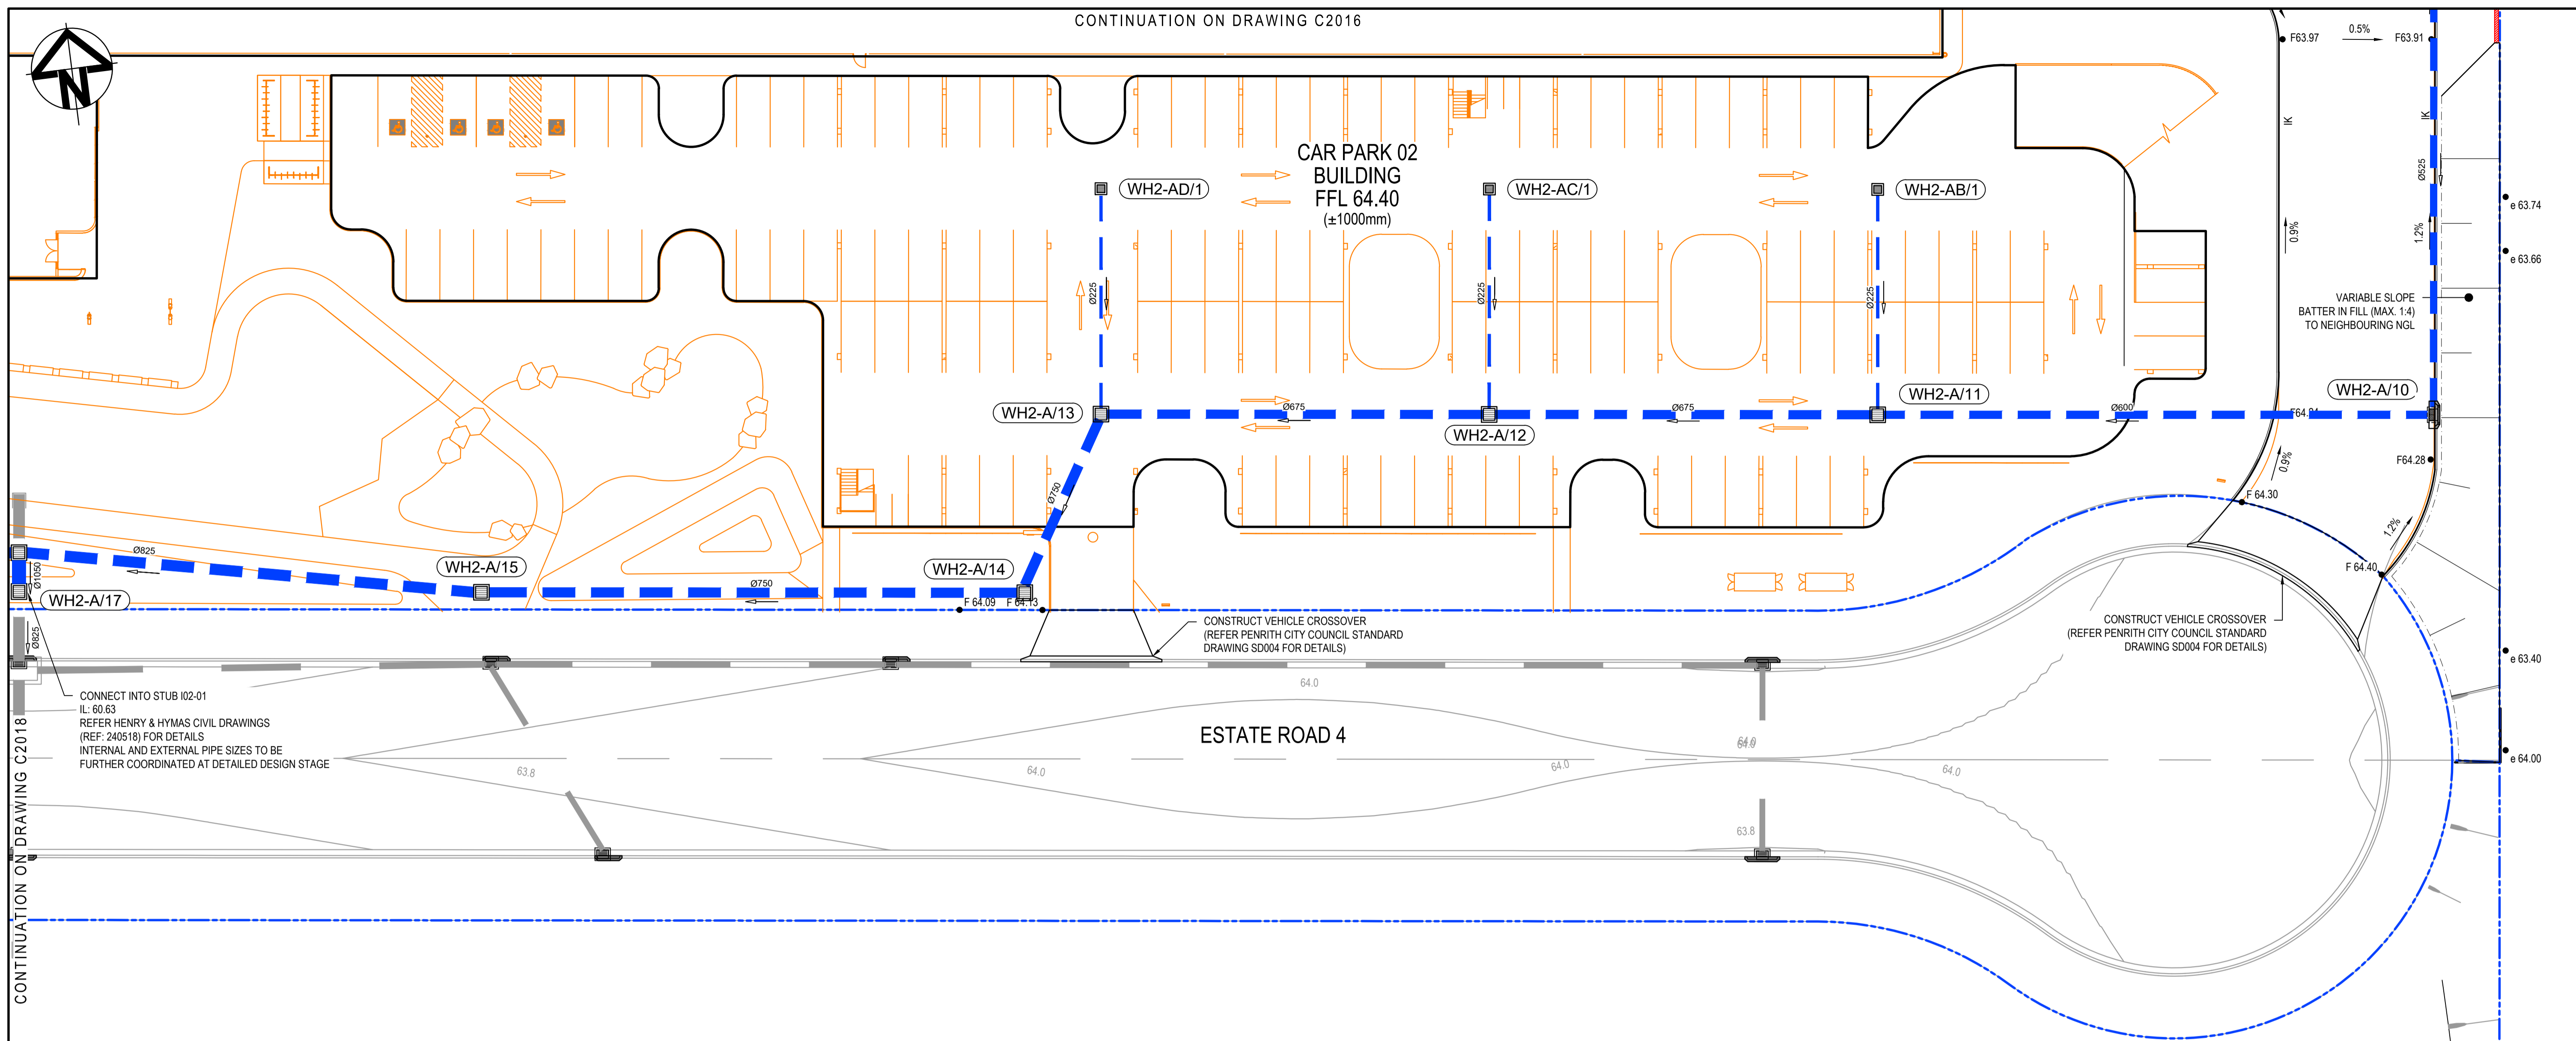 CONTINUATION ON DRAWING C2016
N
F63.97
0.5%
F63.91
IK
IK
Ø525
CAR PARK 02
BUILDING
FFL 64.40
(±1000mm)
WH2-AD/1
WH2-AC/1
WH2-AB/1
e 63.74
0.9%
1.2%
e 63.66
Ø225
Ø225
Ø225
VARIABLE SLOPE
BATTER IN FILL (MAX. 1:4)
TO NEIGHBOURING NGL
WH2-A/10
WH2-A/11
WH2-A/13
Ø675
Ø675
Ø600
WH2-A/12
F64.28
0.9%
Ø750
F 64.30
1.2%
Ø825
WH2-A/15
WH2-A/14
F 64.40
Ø1050
Ø750
WH2-A/17
F 64.09
F 64.13
CONSTRUCT VEHICLE CROSSOVER
(REFER PENRITH CITY COUNCIL STANDARD
DRAWING SD004 FOR DETAILS)
CONSTRUCT VEHICLE CROSSOVER
(REFER PENRITH CITY COUNCIL STANDARD
DRAWING SD004 FOR DETAILS)
Ø825
e 63.40
64.0
CONNECT INTO STUB I02-01
IL: 60.63
REFER HENRY & HYMAS CIVIL DRAWINGS
(REF: 240518) FOR DETAILS
INTERNAL AND EXTERNAL PIPE SIZES TO BE
FURTHER COORDINATED AT DETAILED DESIGN STAGE
ESTATE ROAD 4
64.0
e 64.00
63.8
64.0
64.0
64.0
63.8
CONTINUATION ON DRAWING C2018